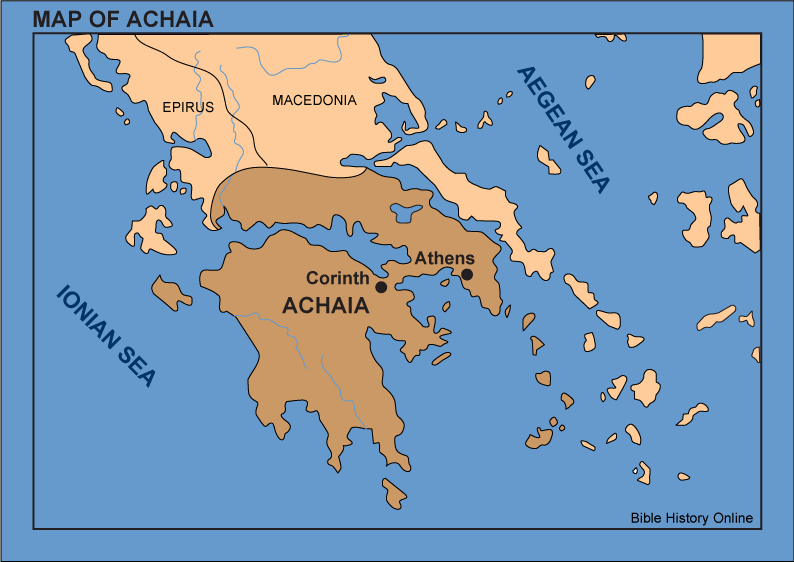 MAP OF ACHAIA
EPIRUS
MACEDONIA
AEGEAN SEA
Athens
Corinth
ACHAIA
IONIAN SEA
Bible History Online